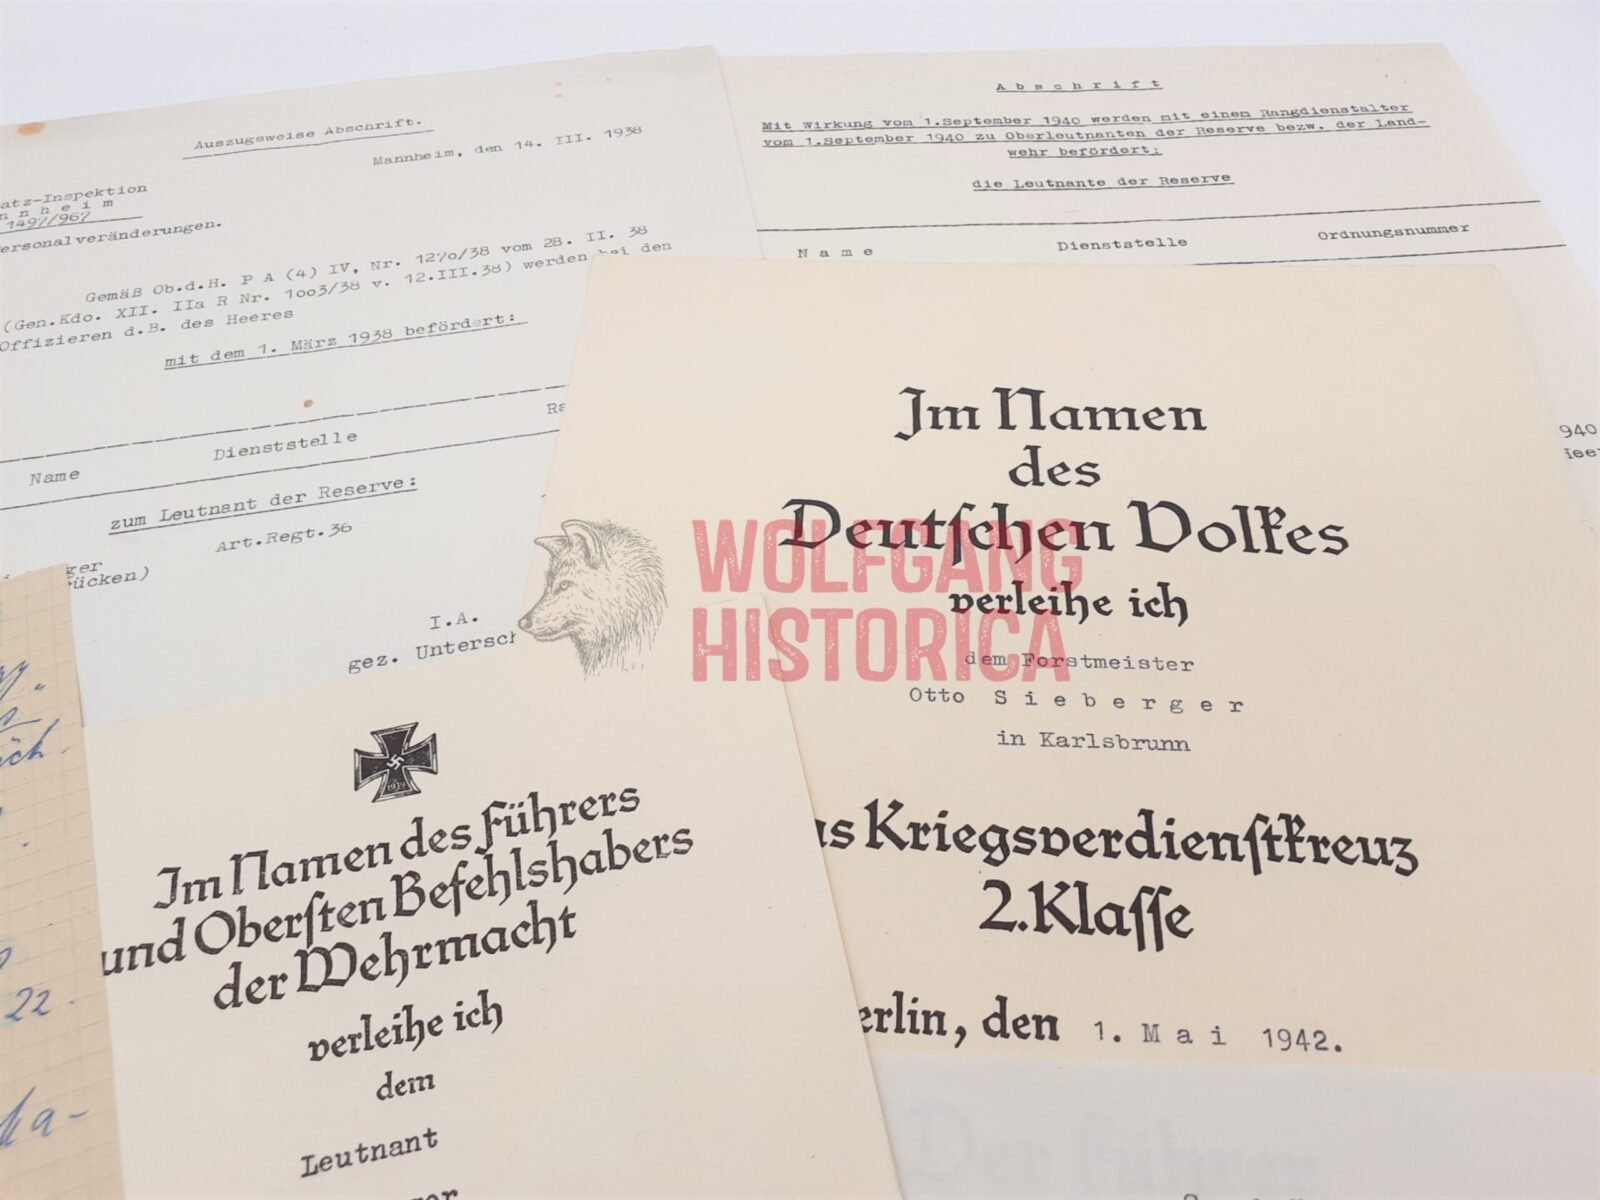 Auszugsweise Abschrift.
Mannheim, den 14. III. 1938
atz-Inspektion
n n h e i m
1497/967
ersonalveränderungen.
Gemäß Ob.d.H. P A (4) IV, Nr. 1270/38 vom 28. II. 38
(Gen.Kdo. XII. IIa R Nr. 1003/38 v. 12.III.38) werden bei den
Offizieren d.B. des Heeres
mit dem 1. März 1938 befördert:
Name Dienststelle Ra
zum Leutnant der Reserve:
Art.Regt.36
ger
rücken)
I.A.
gez. Untersch
A b s c h r i f t
Mit Wirkung vom 1.September 1940 werden mit einem Rangdienstalter
vom 1.September 1940 zu Oberleutnanten der Reserve bezw. der Land-
wehr befördert:
die Leutnante der Reserve
N a m e Dienststelle Ordnungsnummer
940
Im Namen
des
Deutschen Volkes
verleihe ich
dem Forstmeister
Otto S i e b e r g e r
in Karlsbrunn
as Kriegsverdienstkreuz
2.Klasse
erlin, den 1. M a i 1942.
WOLFGANG
HISTORICA
1939
Im Namen des Führers
und Obersten Befehlshabers
der Wehrmacht
verleihe ich
dem
Leutnant
22.